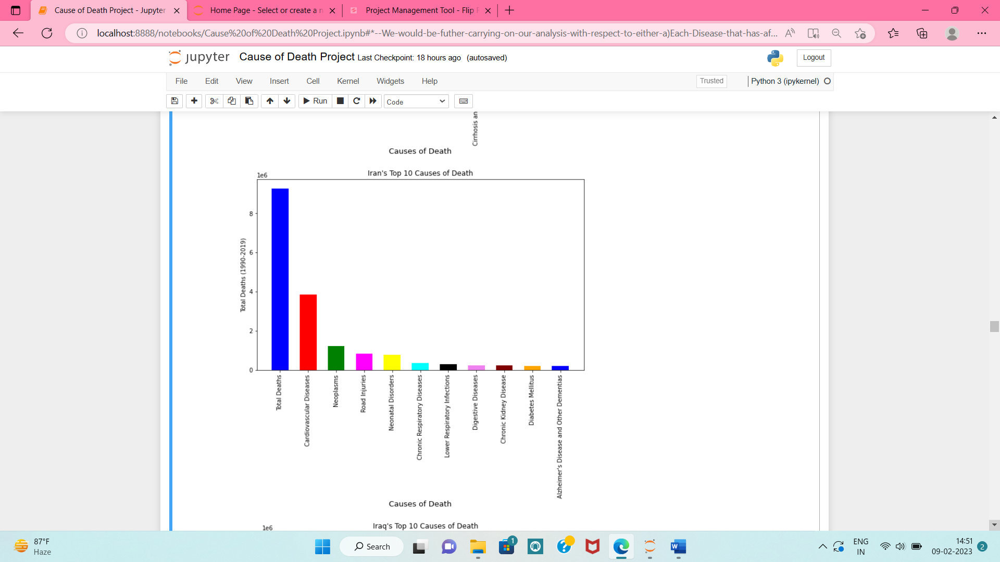 Cause of Death Project - Jupyter
Home Page - Select or create a n
Project Management Tool - Flip F
localhost:8888/notebooks/Cause%20of%20Death%20Project.ipynb#*--We-would-be-futher-carrying-on-our-analysis-with-respect-to-either-a)Each-Disease-that-has-af...
jupyter Cause of Death Project Last Checkpoint: 18 hours ago (autosaved)
Logout
File Edit View Insert Cell Kernel Widgets Help
Trusted
Python 3 (ipykernel)
Run
Code
Cirrhosis an
Causes of Death
Iran's Top 10 Causes of Death
1e6
8
6
4
2
0
Total Deaths (1990-2019)
Total Deaths
Cardiovascular Diseases
Neoplasms
Road Injuries
Neonatal Disorders
Chronic Respiratory Diseases
Lower Respiratory Infections
Digestive Diseases
Chronic Kidney Disease
Diabetes Mellitus
Alzheimer's Disease and Other Dementias
Causes of Death
Iraq's Top 10 Causes of Death
1e6
87°F
Haze
Search
1
ENG
IN
14:51
09-02-2023
2